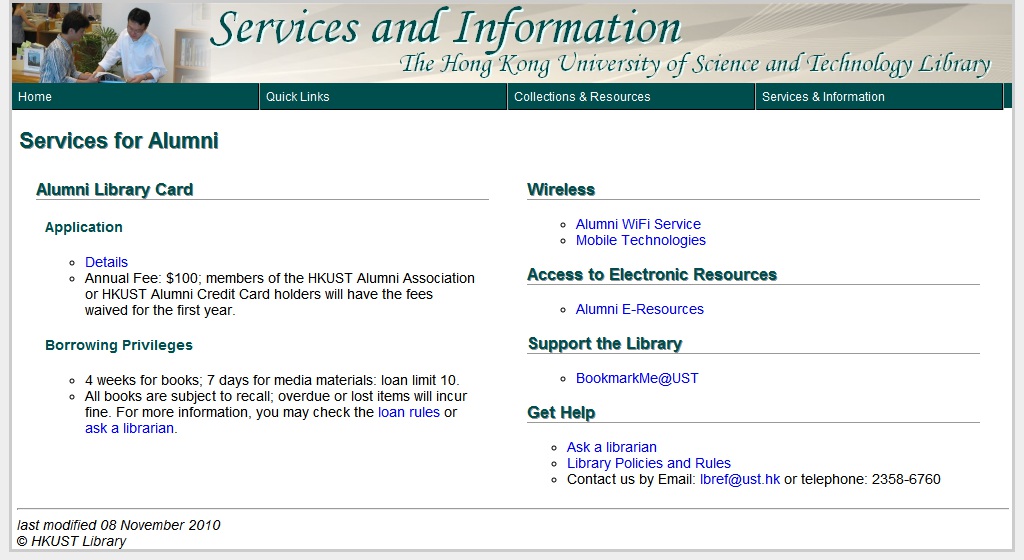 Services and Information
The Hong Kong University of Science and Technology Library
Home
Quick Links
Collections & Resources
Services & Information
Services for Alumni
Alumni Library Card
Application
Details
Annual Fee: $100; members of the HKUST Alumni Association
or HKUST Alumni Credit Card holders will have the fees
waived for the first year.
Borrowing Privileges
4 weeks for books; 7 days for media materials: loan limit 10.
All books are subject to recall; overdue or lost items will incur
fine. For more information, you may check the loan rules or
ask a librarian.
Wireless
Alumni WiFi Service
Mobile Technologies
Access to Electronic Resources
Alumni E-Resources
Support the Library
BookmarkMe@UST
Get Help
Ask a librarian
Library Policies and Rules
Contact us by Email: lbref@ust.hk or telephone: 2358-6760
last modified 08 November 2010
© HKUST Library